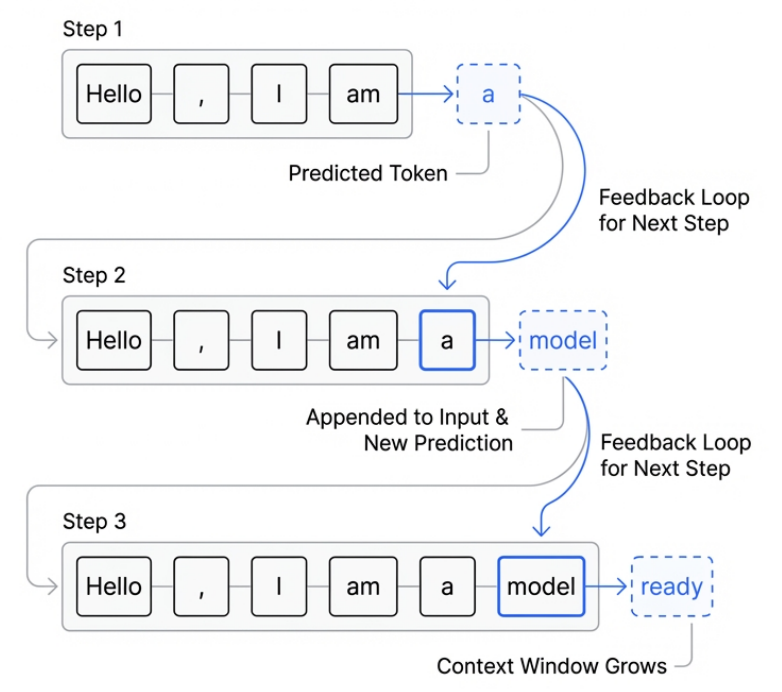 Step 1
Hello , I am a
Predicted Token
Feedback Loop
for Next Step
Step 2
Hello , I am a model
Appended to Input &
New Prediction
Feedback Loop
for Next Step
Step 3
Hello , I am a model ready
Context Window Grows